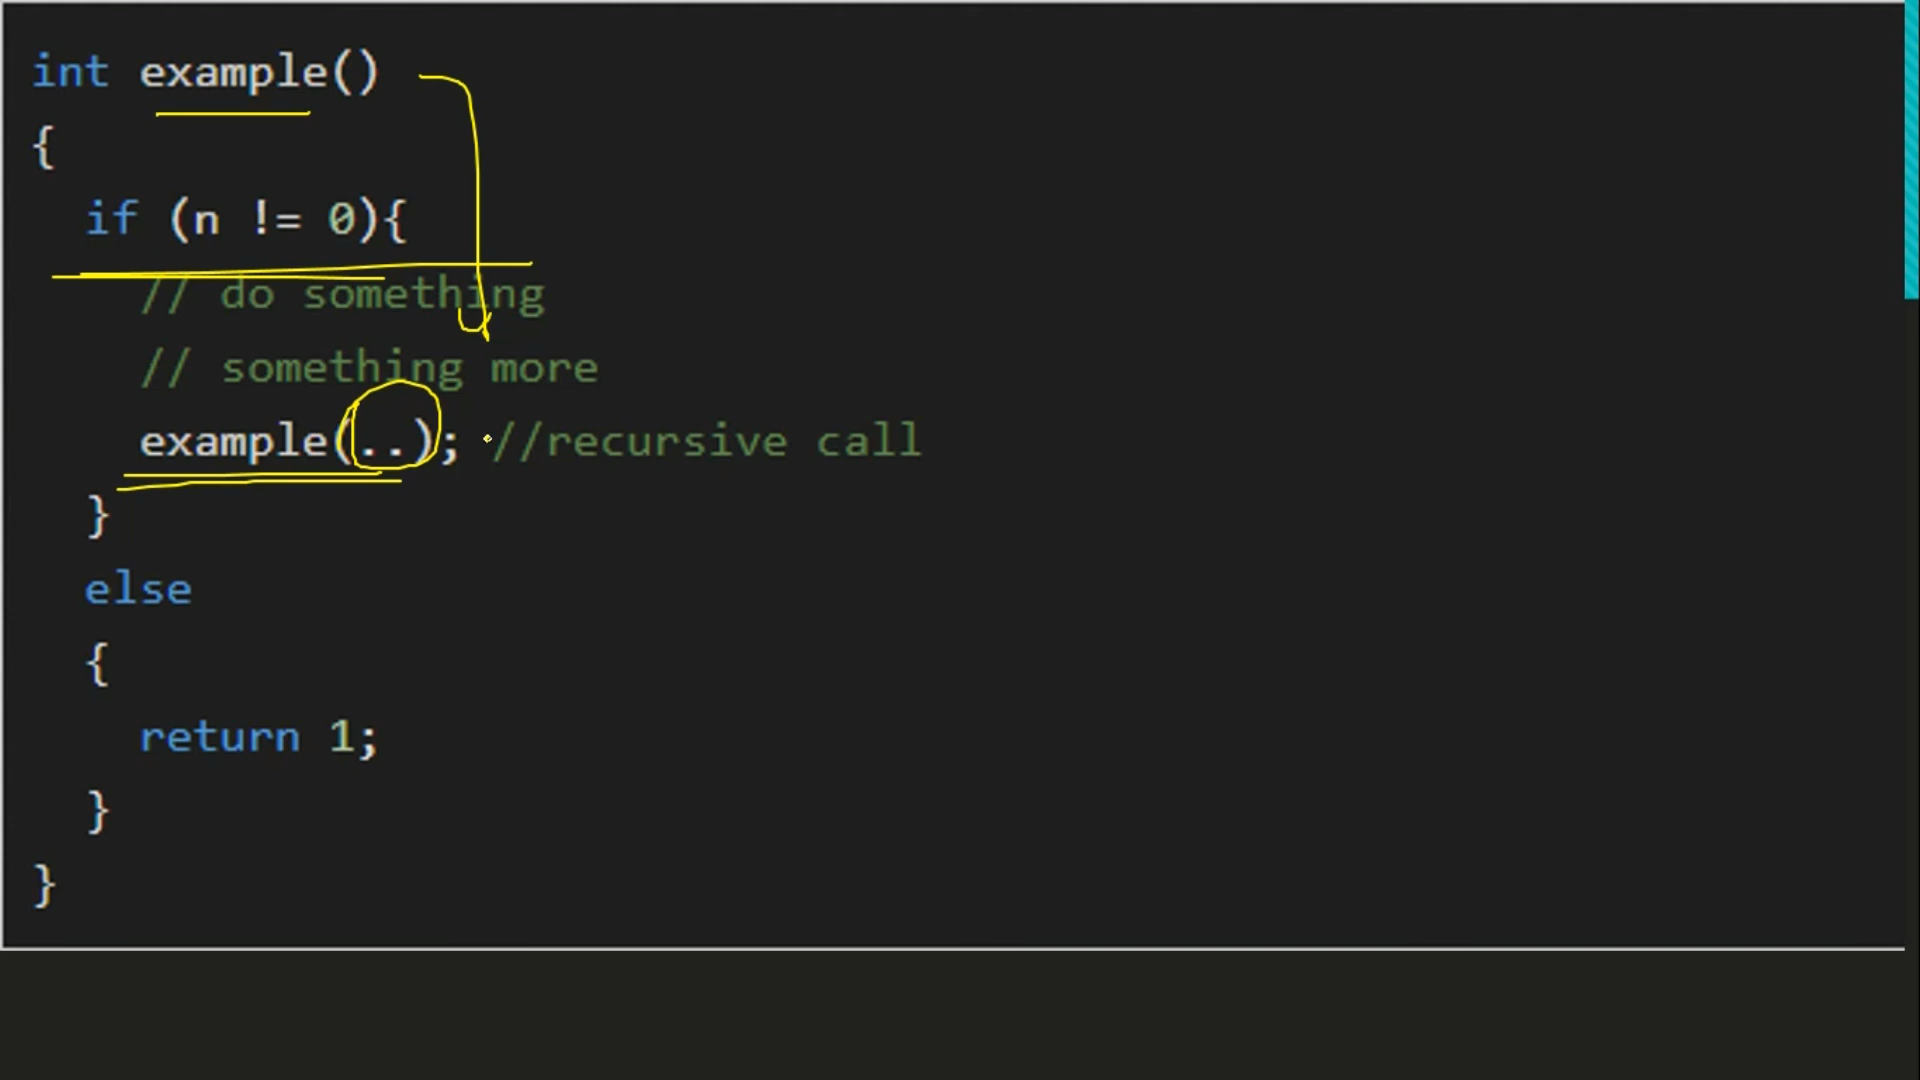 int example()
{
if (n != 0){
// do something
// something more
example(..); //recursive call
}
else
{
return 1;
}
}